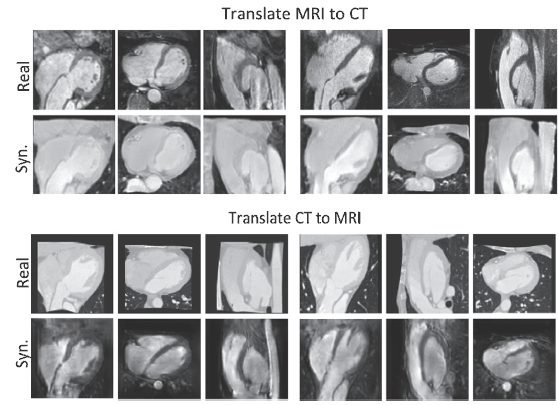 Translate MRI to CT
Real
Syn.
Translate CT to MRI
Real
Syn.